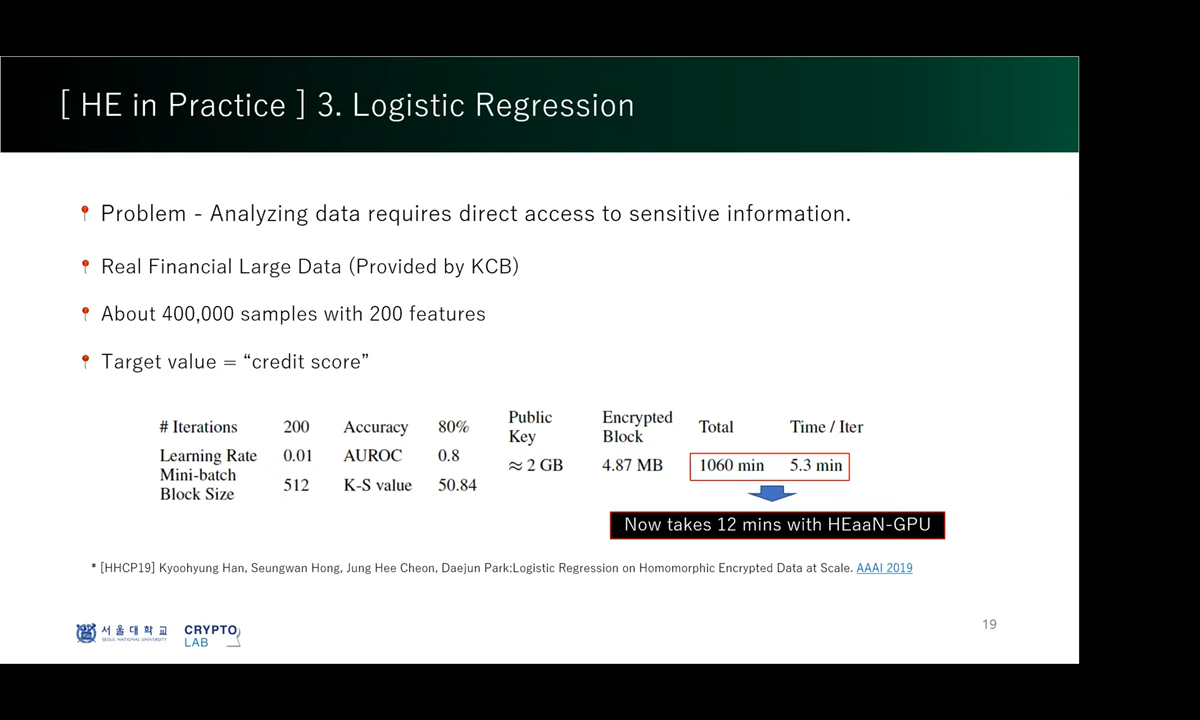 [ HE in Practice ] 3. Logistic Regression
Problem - Analyzing data requires direct access to sensitive information.
Real Financial Large Data (Provided by KCB)
About 400,000 samples with 200 features
Target value = “credit score”
# Iterations 200 Accuracy 80% Public Key Encrypted Block Total Time / Iter
Learning Rate 0.01 AUROC 0.8 ≈ 2 GB 4.87 MB 1060 min 5.3 min
Mini-batch Block Size 512 K-S value 50.84
Now takes 12 mins with HEaaN-GPU
* [HHCP19] Kyoohyung Han, Seungwan Hong, Jung Hee Cheon, Daejun Park:Logistic Regression on Homomorphic Encrypted Data at Scale. AAAI 2019
서울대학교
SEOUL NATIONAL UNIVERSITY
CRYPTO
LAB
19